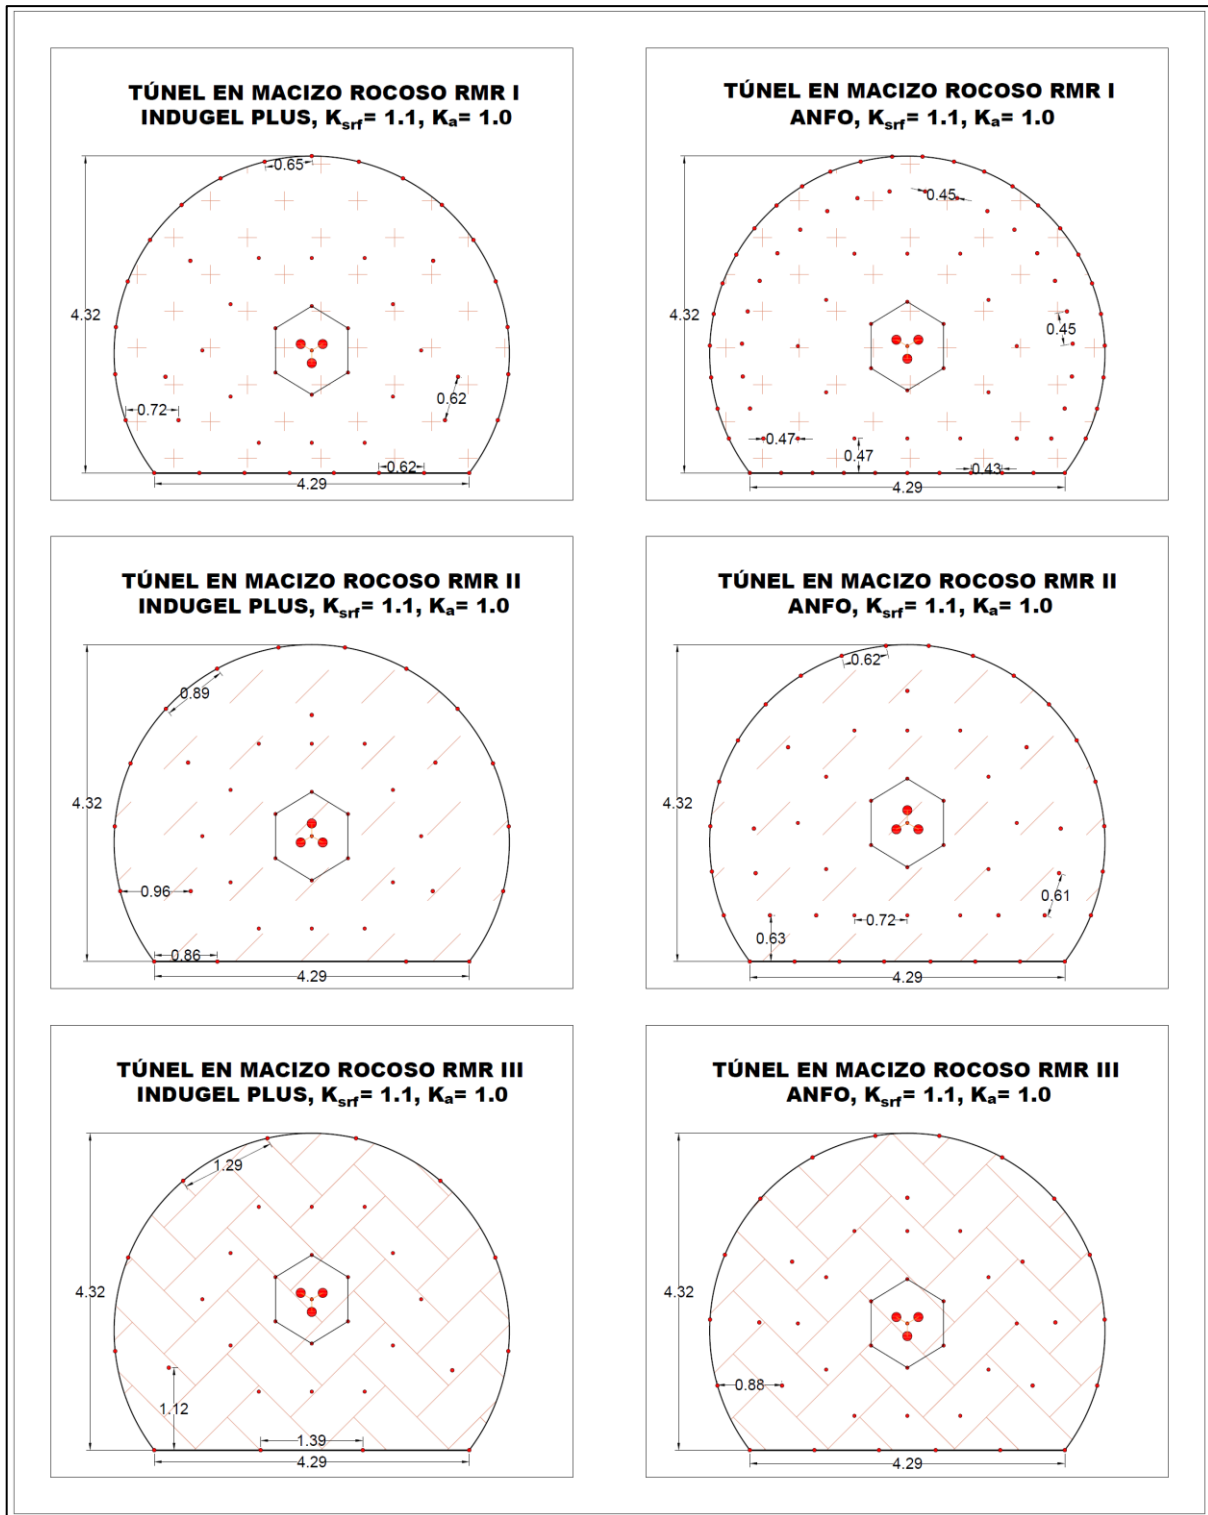 TÚNEL EN MACIZO ROCOSO RMR I
INDUGEL PLUS, Ksrf= 1.1, Ka= 1.0
0.65
4.32
0.72
0.62
0.62
4.29
TÚNEL EN MACIZO ROCOSO RMR I
ANFO, Ksrf= 1.1, Ka= 1.0
0.45
4.32
0.45
0.47
0.47
0.43
4.29
TÚNEL EN MACIZO ROCOSO RMR II
INDUGEL PLUS, Ksrf= 1.1, Ka= 1.0
0.89
4.32
0.96
0.86
4.29
TÚNEL EN MACIZO ROCOSO RMR II
ANFO, Ksrf= 1.1, Ka= 1.0
0.62
4.32
0.61
0.72
0.63
4.29
TÚNEL EN MACIZO ROCOSO RMR III
INDUGEL PLUS, Ksrf= 1.1, Ka= 1.0
1.29
4.32
1.12
1.39
4.29
TÚNEL EN MACIZO ROCOSO RMR III
ANFO, Ksrf= 1.1, Ka= 1.0
4.32
0.88
4.29